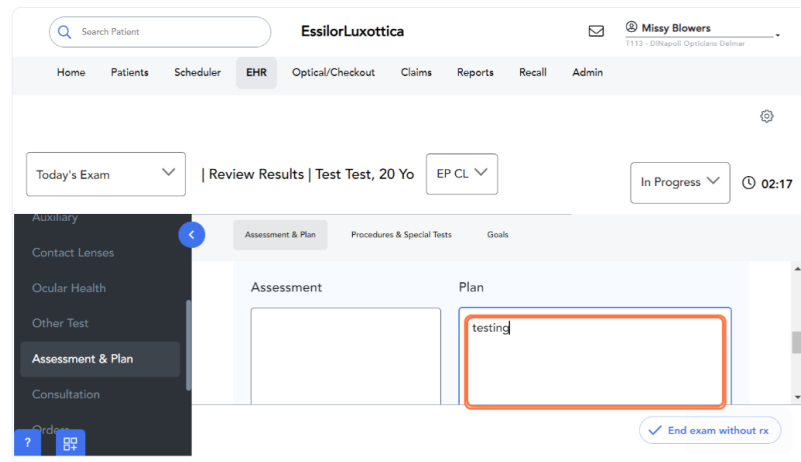 Search Patient
EssilorLuxottica
Missy Blowers
1113 - DiNapoli Opticians Delmar
Home Patients Scheduler EHR Optical/Checkout Claims Reports Recall Admin
Today's Exam
| Review Results | Test Test, 20 Yo
EP CL
In Progress
02:17
Auxiliary
Contact Lenses
Ocular Health
Other Test
Assessment & Plan
Consultation
Orders
?
Assessment & Plan Procedures & Special Tests Goals
Assessment Plan
testing
End exam without rx